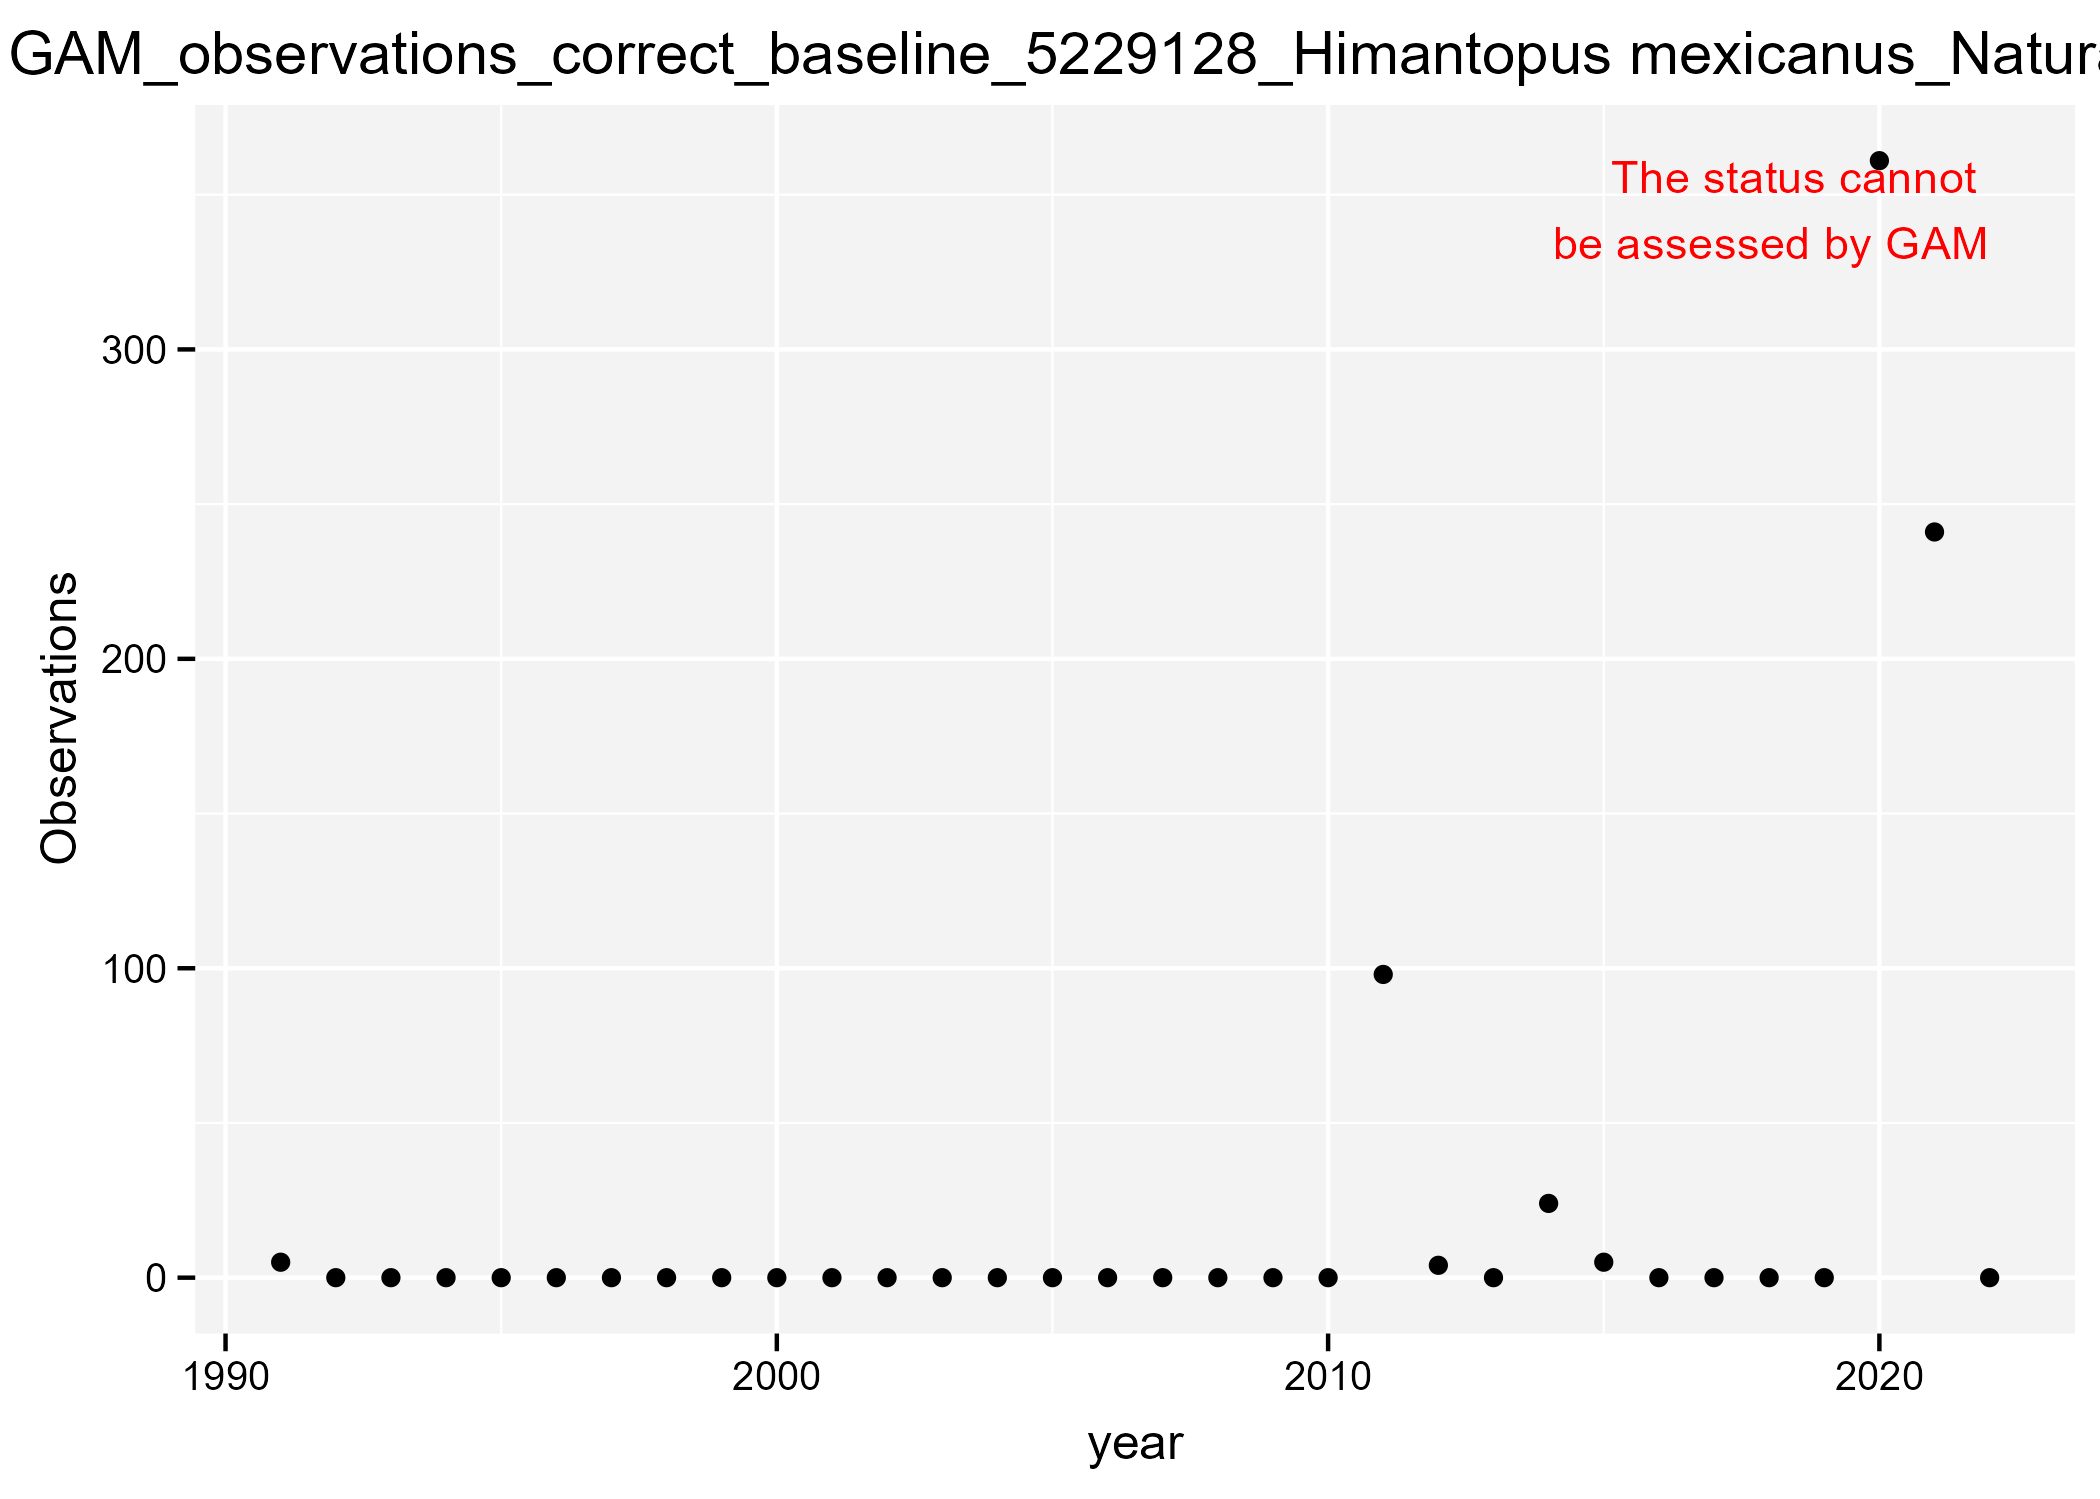 GAM_observations_correct_baseline_5229128_Himantopus mexicanus_Natura
The status cannot
be assessed by GAM
300
200
100
0
Observations
1990 2000 2010 2020
year